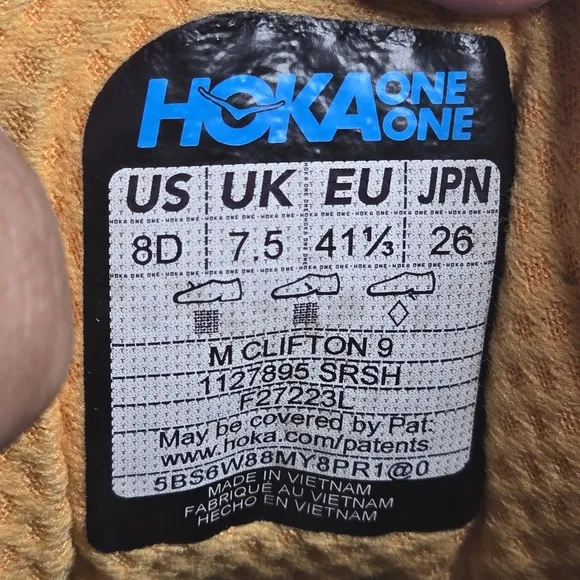 HOKA ONE ONE
US UK EU JPN
8D 7.5 41⅓ 26
M CLIFTON 9
1127895 SRSH
F27223L
May be covered by Pat:
www.hoka.com/patents
5BS6W88MY8PR1@0
MADE IN VIETNAM
FABRIQUÉ AU VIETNAM
HECHO EN VIETNAM